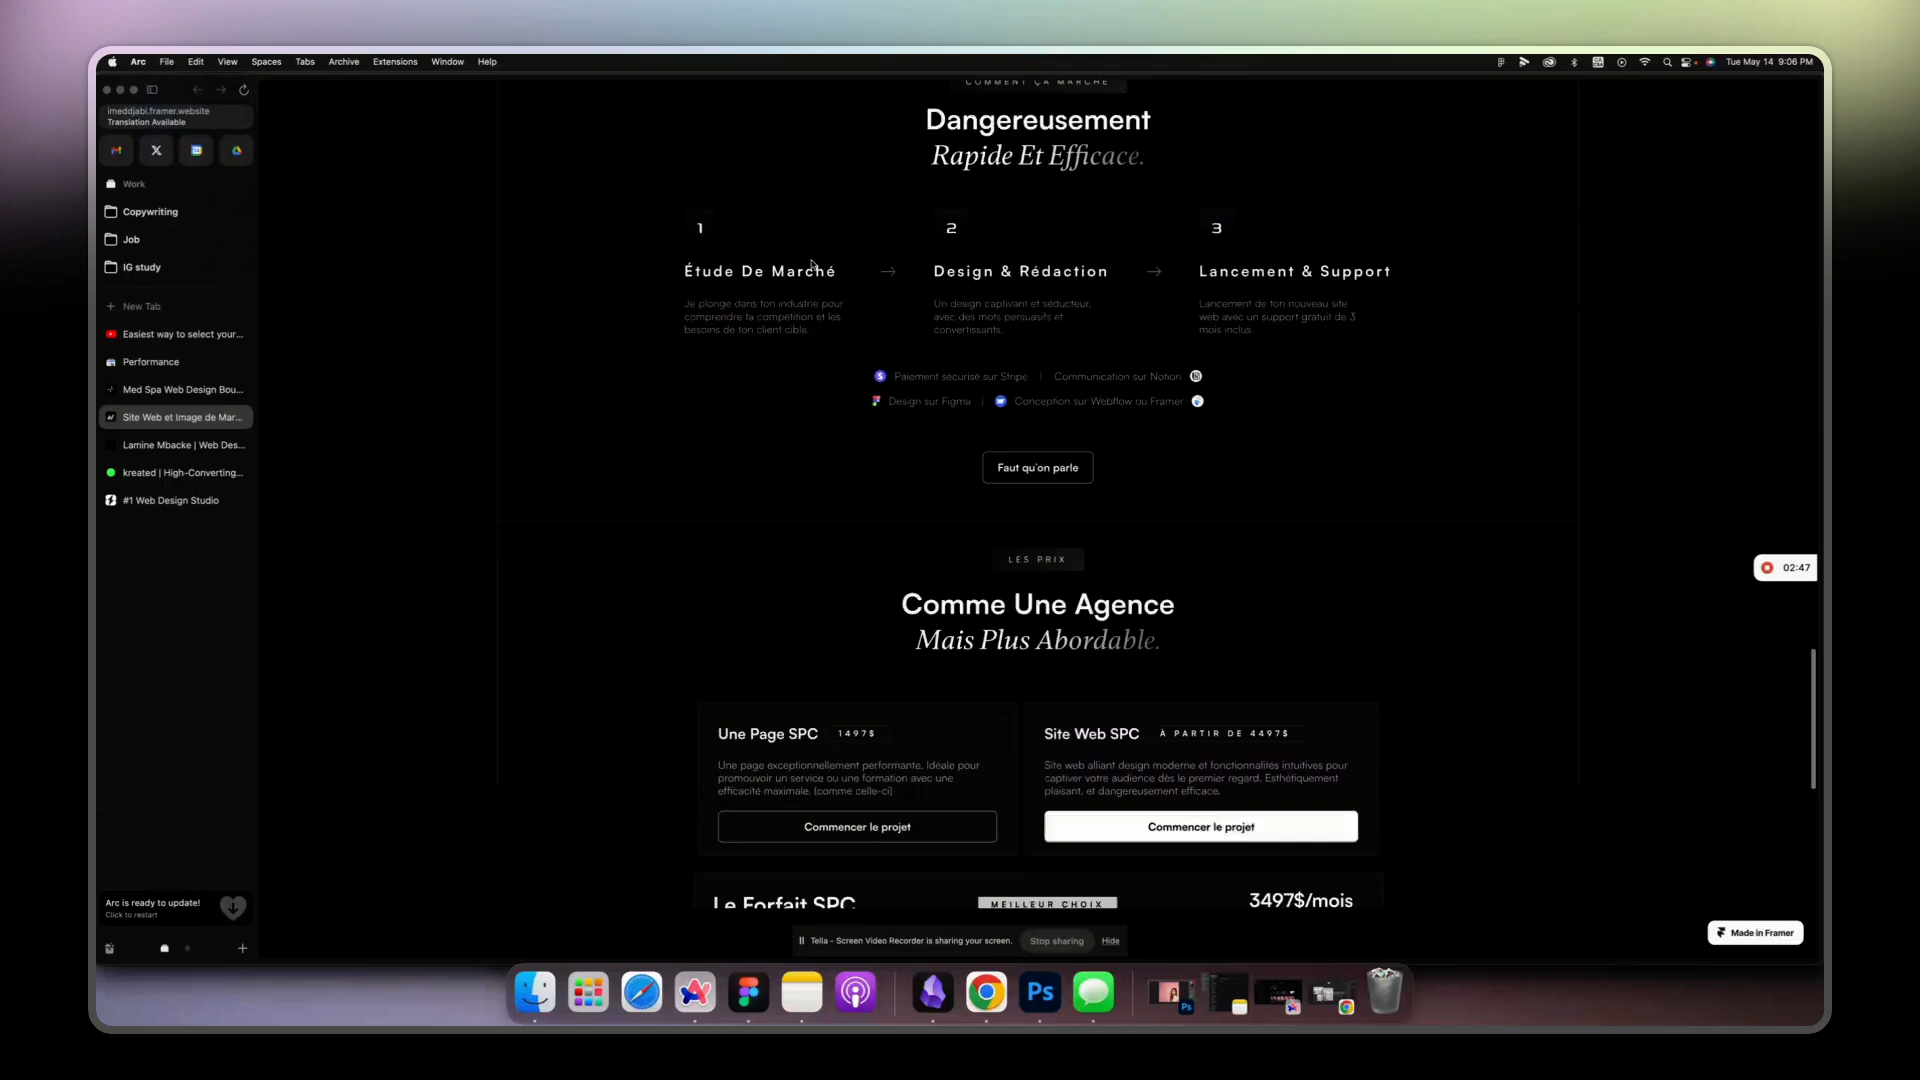 Arc File Edit View Spaces Tabs Archive Extensions Window Help
Tue May 14 9:06 PM
imeddjabi.framer.website
Translation Available
Work
Copywriting
Job
IG study
New Tab
Easiest way to select your...
Performance
Med Spa Web Design Bou...
Site Web et Image de Mar...
Lamine Mbacke | Web Des...
kreated | High-Converting...
#1 Web Design Studio
Arc is ready to update!
Click to restart
COMMENT ÇA MARCHE
Dangereusement
Rapide Et Efficace.
1
Étude De Marché
Je plonge dans ton industrie pour
comprendre ta compétition et les
besoins de ton client cible.
2
Design & Rédaction
Un design captivant et séducteur,
avec des mots persuasifs et
convertissants.
3
Lancement & Support
Lancement de ton nouveau site
web avec un support gratuit de 3
mois inclus.
Paiement sécurisé sur Stripe | Communication sur Notion
Design sur Figma | Conception sur Webflow ou Framer
Faut qu'on parle
LES PRIX
Comme Une Agence
Mais Plus Abordable.
Une Page SPC 1497$
Une page exceptionnellement performante. Idéale pour
promouvoir un service ou une formation avec une
efficacité maximale. (comme celle-ci)
Commencer le projet
Site Web SPC À PARTIR DE 4497$
Site web alliant design moderne et fonctionnalités intuitives pour
captiver votre audience dès le premier regard. Esthétiquement
plaisant, et dangereusement efficace.
Commencer le projet
Le Forfait SPC MEILLEUR CHOIX 3497$/mois
02:47
Made in Framer
Tella - Screen Video Recorder is sharing your screen. Stop sharing Hide
Ps
Ps